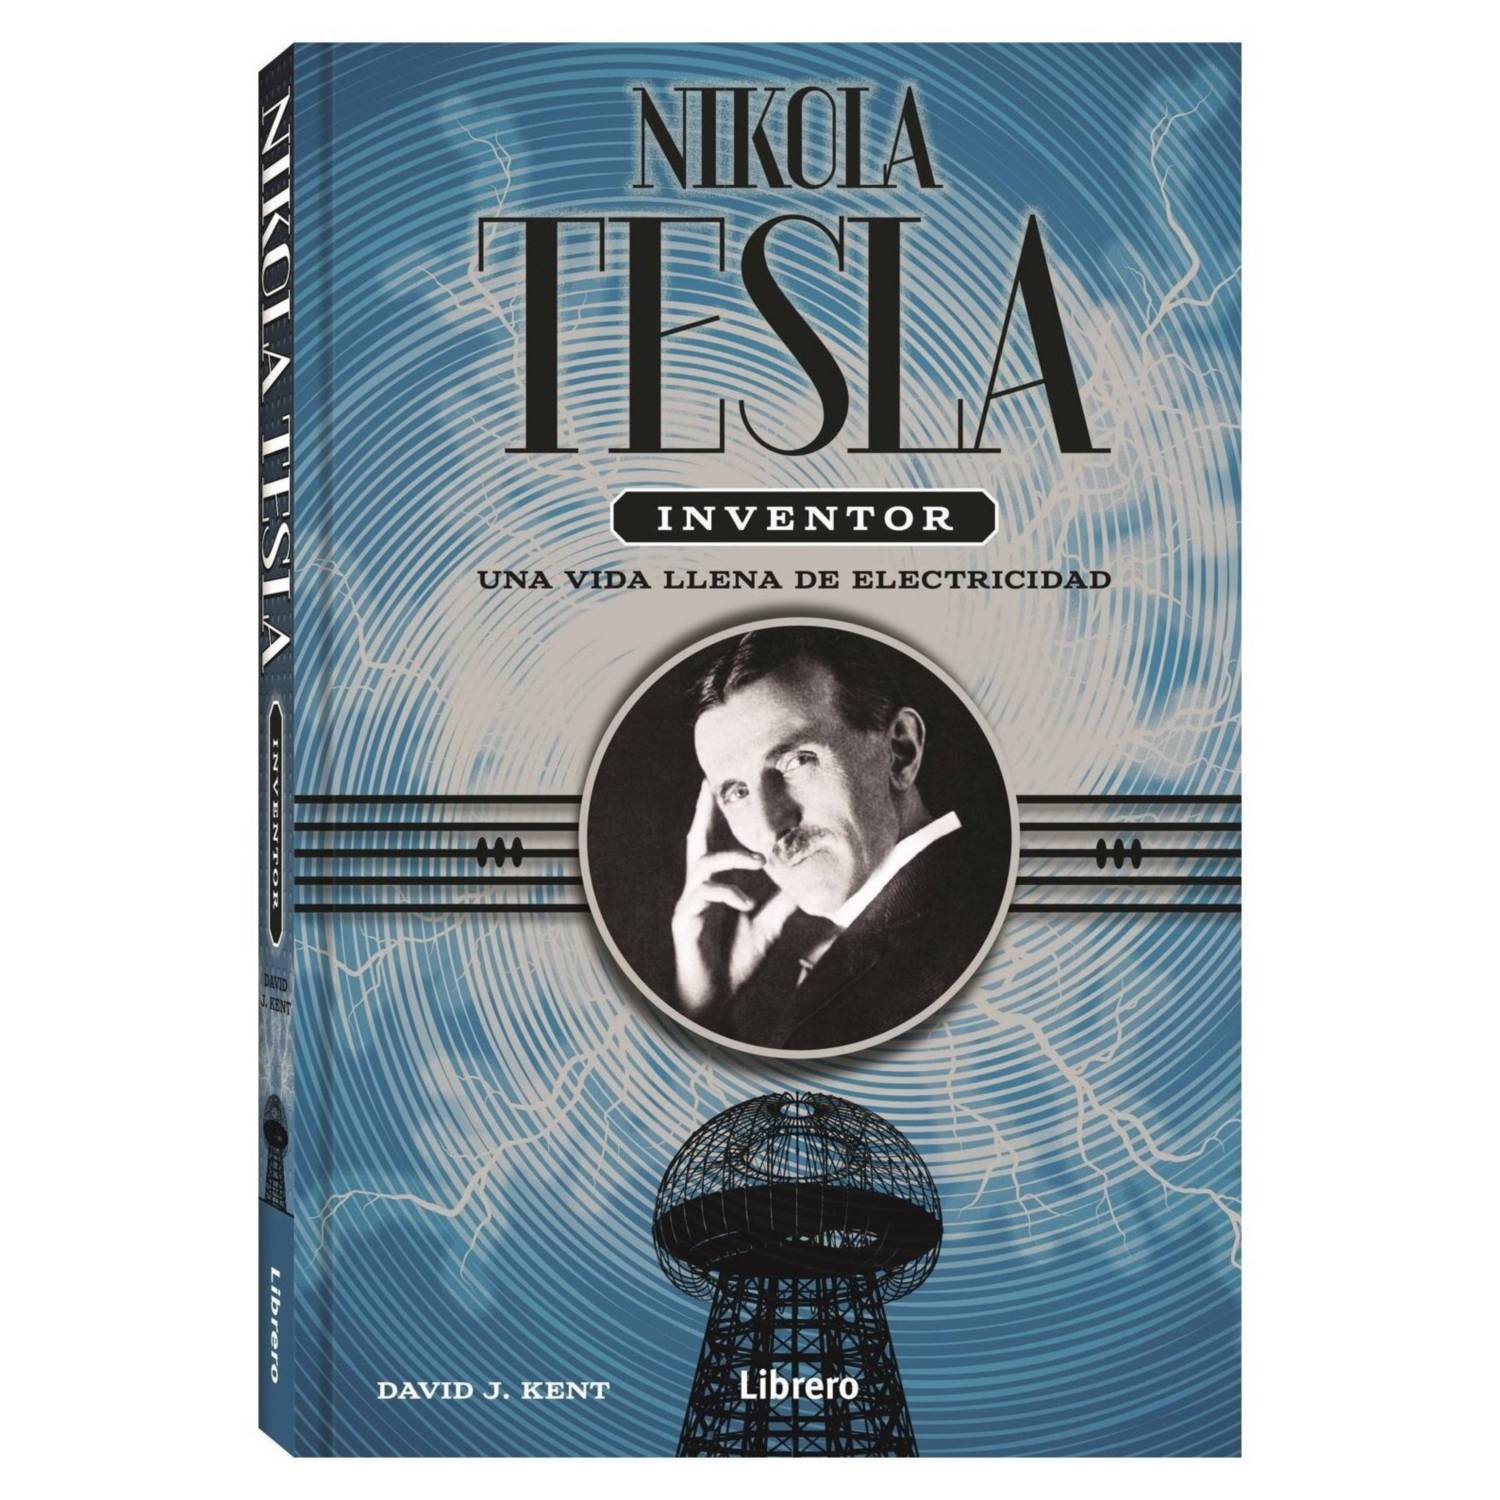 NIKOLA
TESLA
INVENTOR
UNA VIDA LLENA DE ELECTRICIDAD
DAVID J. KENT
Librero
NIKOLA TESLA
INVENTOR
DAVID
J. KENT
Librero